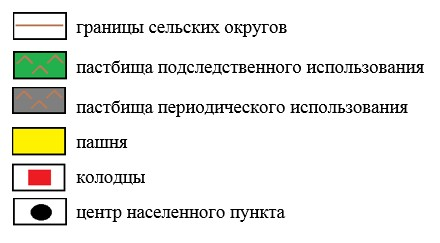 границы сельских округов
пастбища подследственного использования
пастбища периодического использования
пашня
колодцы
центр населенного пункта